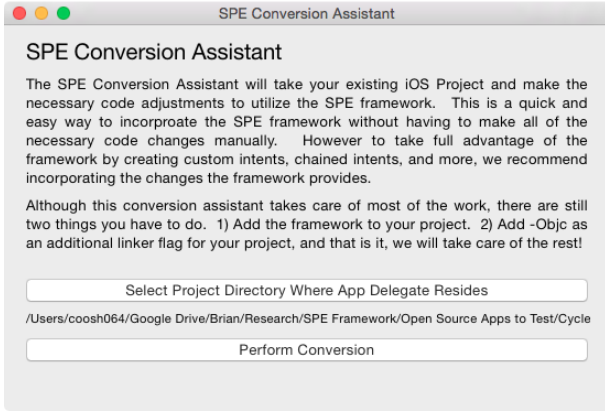 SPE Conversion Assistant
SPE Conversion Assistant
The SPE Conversion Assistant will take your existing iOS Project and make the
necessary code adjustments to utilize the SPE framework. This is a quick and
easy way to incorproate the SPE framework without having to make all of the
necessary code changes manually. However to take full advantage of the
framework by creating custom intents, chained intents, and more, we recommend
incorporating the changes the framework provides.
Although this conversion assistant takes care of most of the work, there are still
two things you have to do. 1) Add the framework to your project. 2) Add -Objc as
an additional linker flag for your project, and that is it, we will take care of the rest!
Select Project Directory Where App Delegate Resides
/Users/coosh064/Google Drive/Brian/Research/SPE Framework/Open Source Apps to Test/Cycle
Perform Conversion